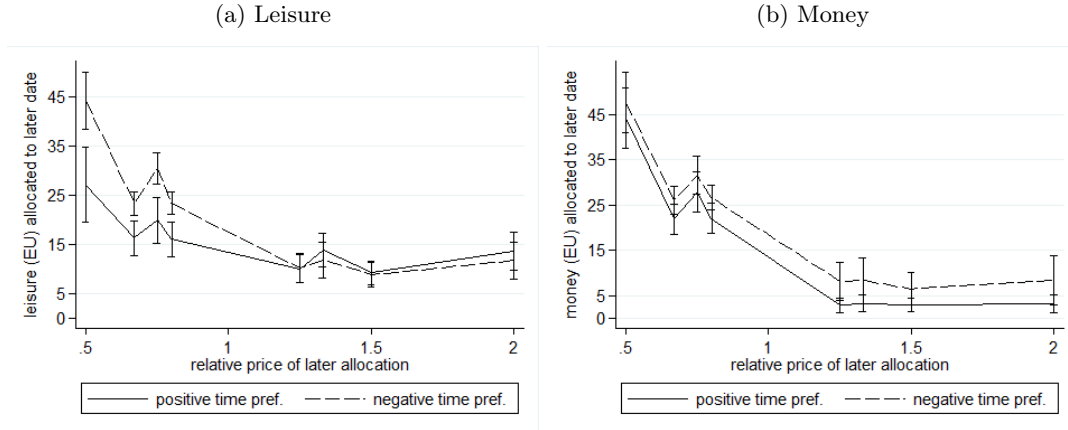 (a) Leisure
leisure (EU) allocated to later date
45
35
25
15
5
0
.5
1
1.5
2
relative price of later allocation
positive time pref.
negative time pref.
(b) Money
money (EU) allocated to later date
45
35
25
15
5
0
.5
1
1.5
2
relative price of later allocation
positive time pref.
negative time pref.